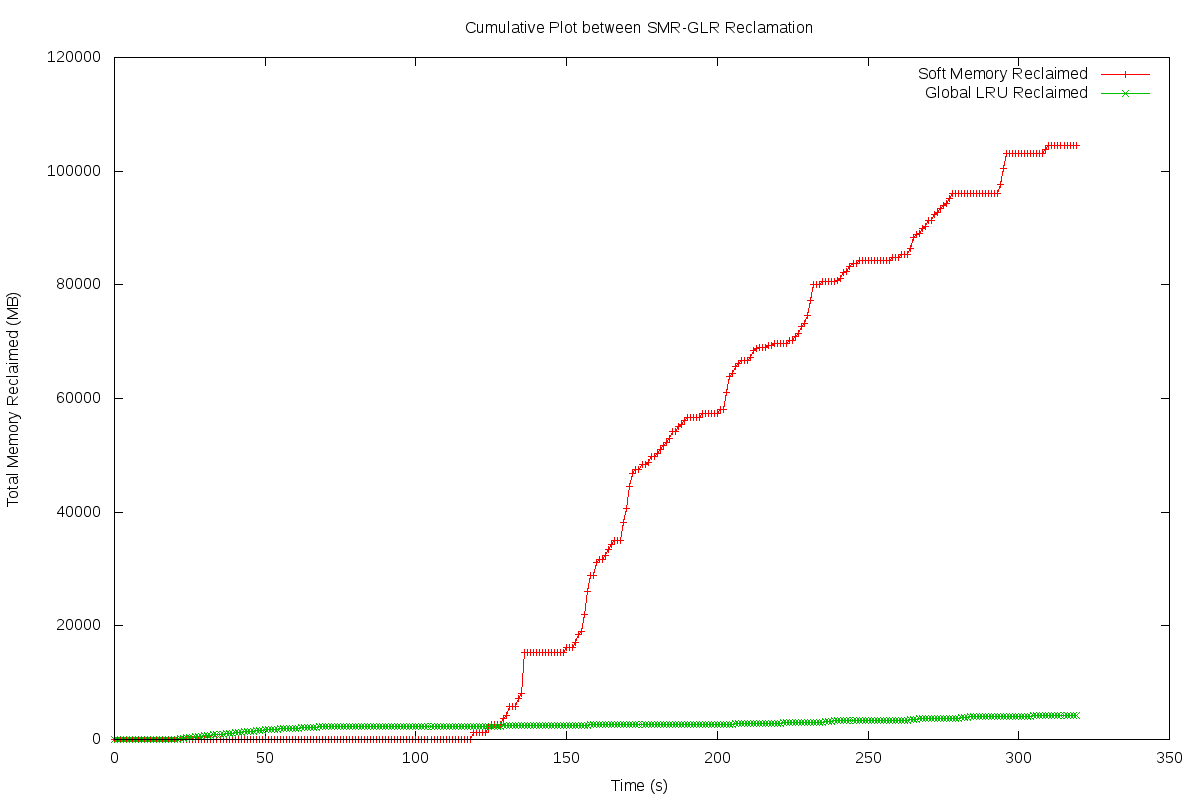 Cumulative Plot between SMR-GLR Reclamation
120000
100000
80000
60000
40000
20000
0
Total Memory Reclaimed (MB)
Soft Memory Reclaimed
Global LRU Reclaimed
0 50 100 150 200 250 300 350
Time (s)